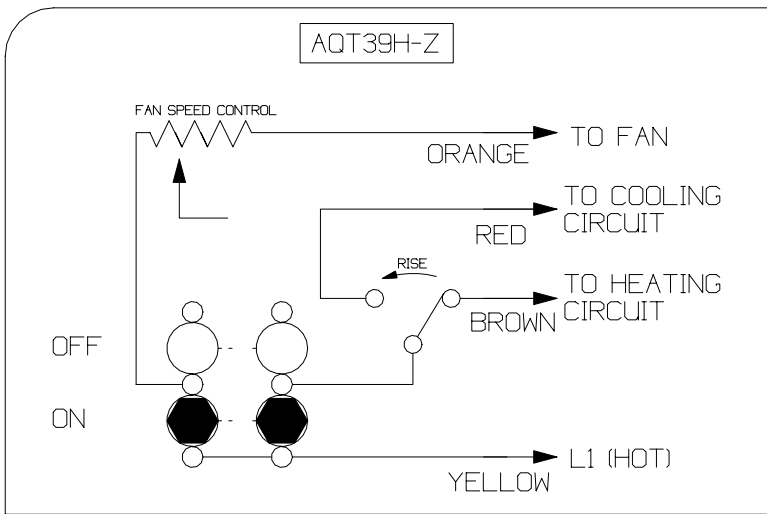 AQT39H-Z
FAN SPEED CONTROL
TO FAN
ORANGE
TO COOLING
CIRCUIT
RED
RISE
TO HEATING
CIRCUIT
BROWN
OFF
ON
L1 (HOT)
YELLOW